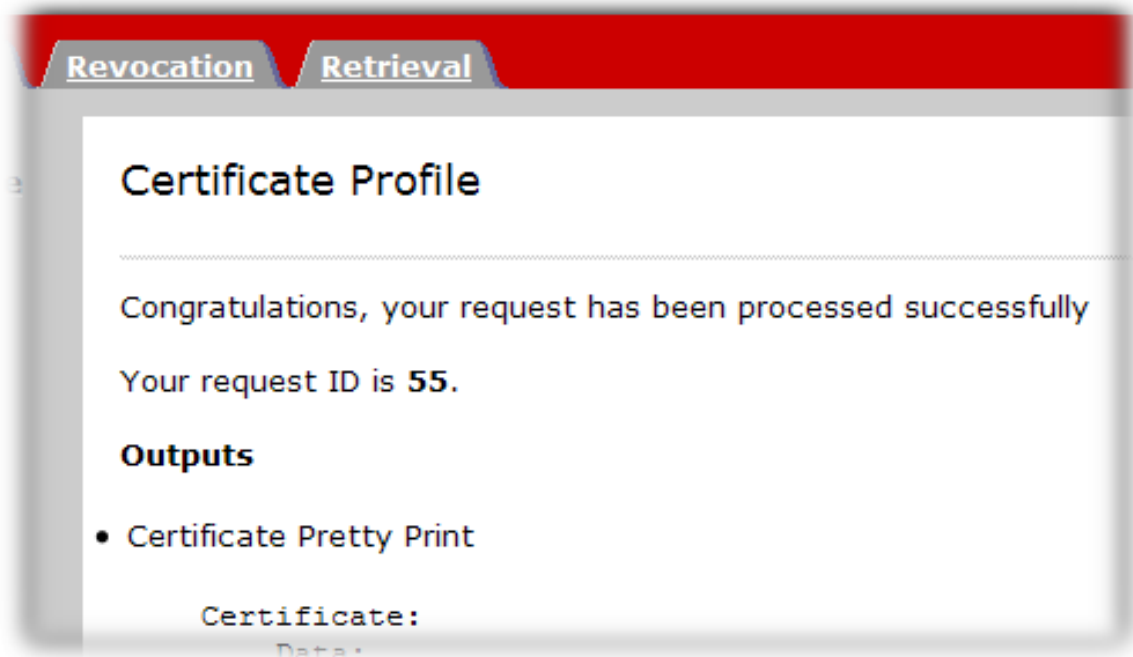 Revocation Retrieval
Certificate Profile
Congratulations, your request has been processed successfully
Your request ID is 55.
Outputs
• Certificate Pretty Print
Certificate:
Data: